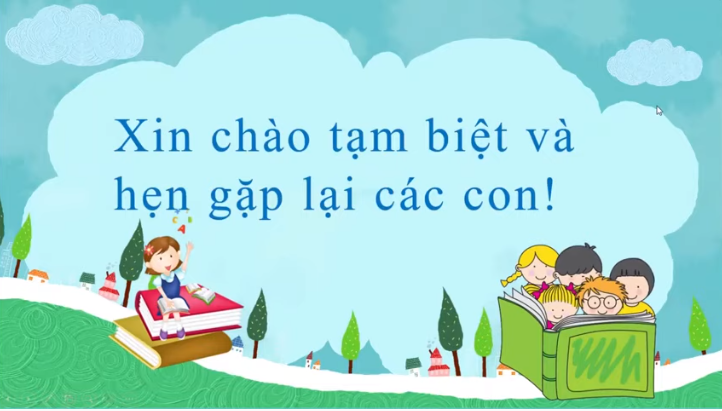 Xin chào tạm biệt và
hẹn gặp lại các con!